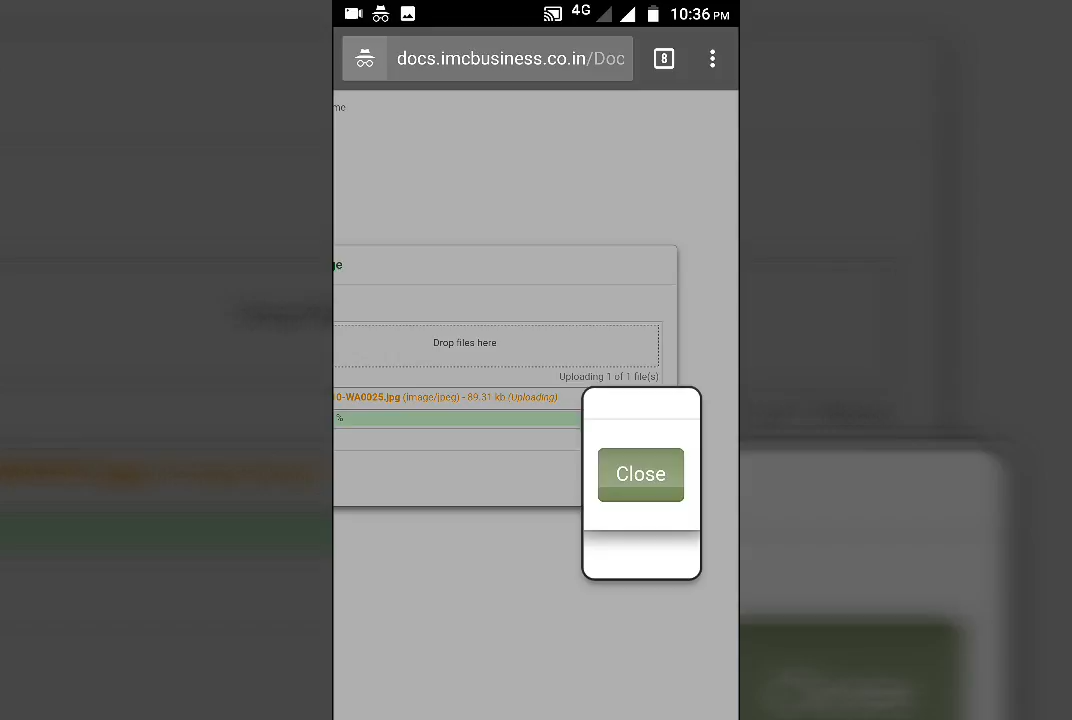 4G 10:36 PM
docs.imcbusiness.co.in/Doc 8
me
ge
Drop files here
Uploading 1 of 1 file(s)
0-WA0025.jpg (image/jpeg) - 89.31 kb (Uploading)
%
Close